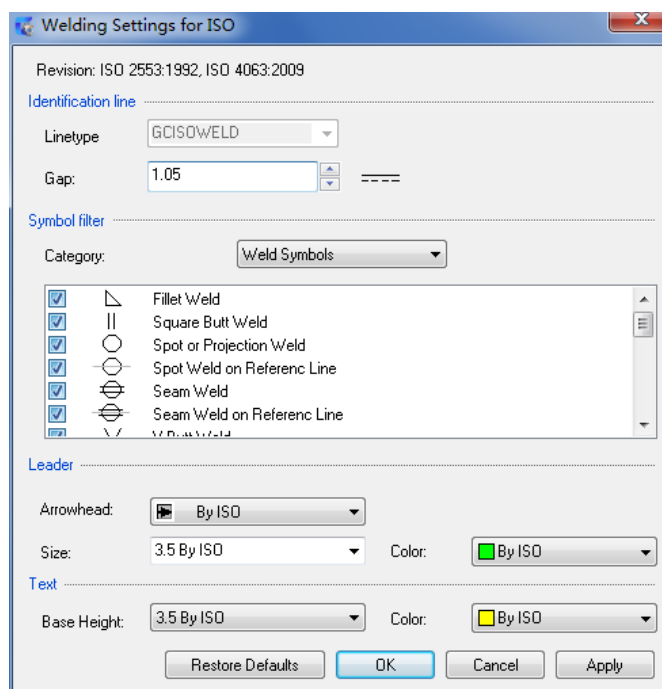 Welding Settings for ISO
Revision: ISO 2553:1992, ISO 4063:2009
Identification line
Linetype GCISOWELD
Gap: 1.05
Symbol filter
Category: Weld Symbols
Fillet Weld
Square Butt Weld
Spot or Projection Weld
Spot Weld on Referenc Line
Seam Weld
Seam Weld on Referenc Line
V Butt Weld
Leader
Arrowhead: By ISO
Size: 3.5 By ISO Color: By ISO
Text
Base Height: 3.5 By ISO Color: By ISO
Restore Defaults OK Cancel Apply